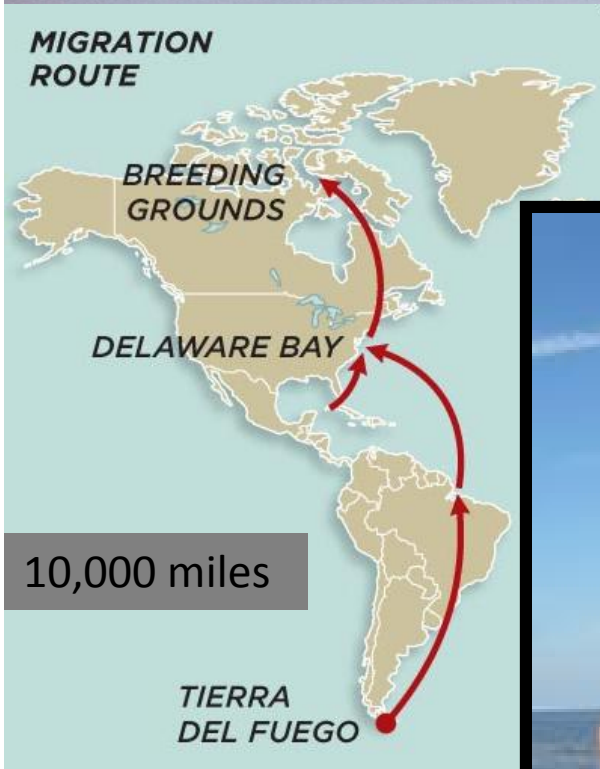 MIGRATION
ROUTE
BREEDING
GROUNDS
DELAWARE BAY
10,000 miles
TIERRA
DEL FUEGO